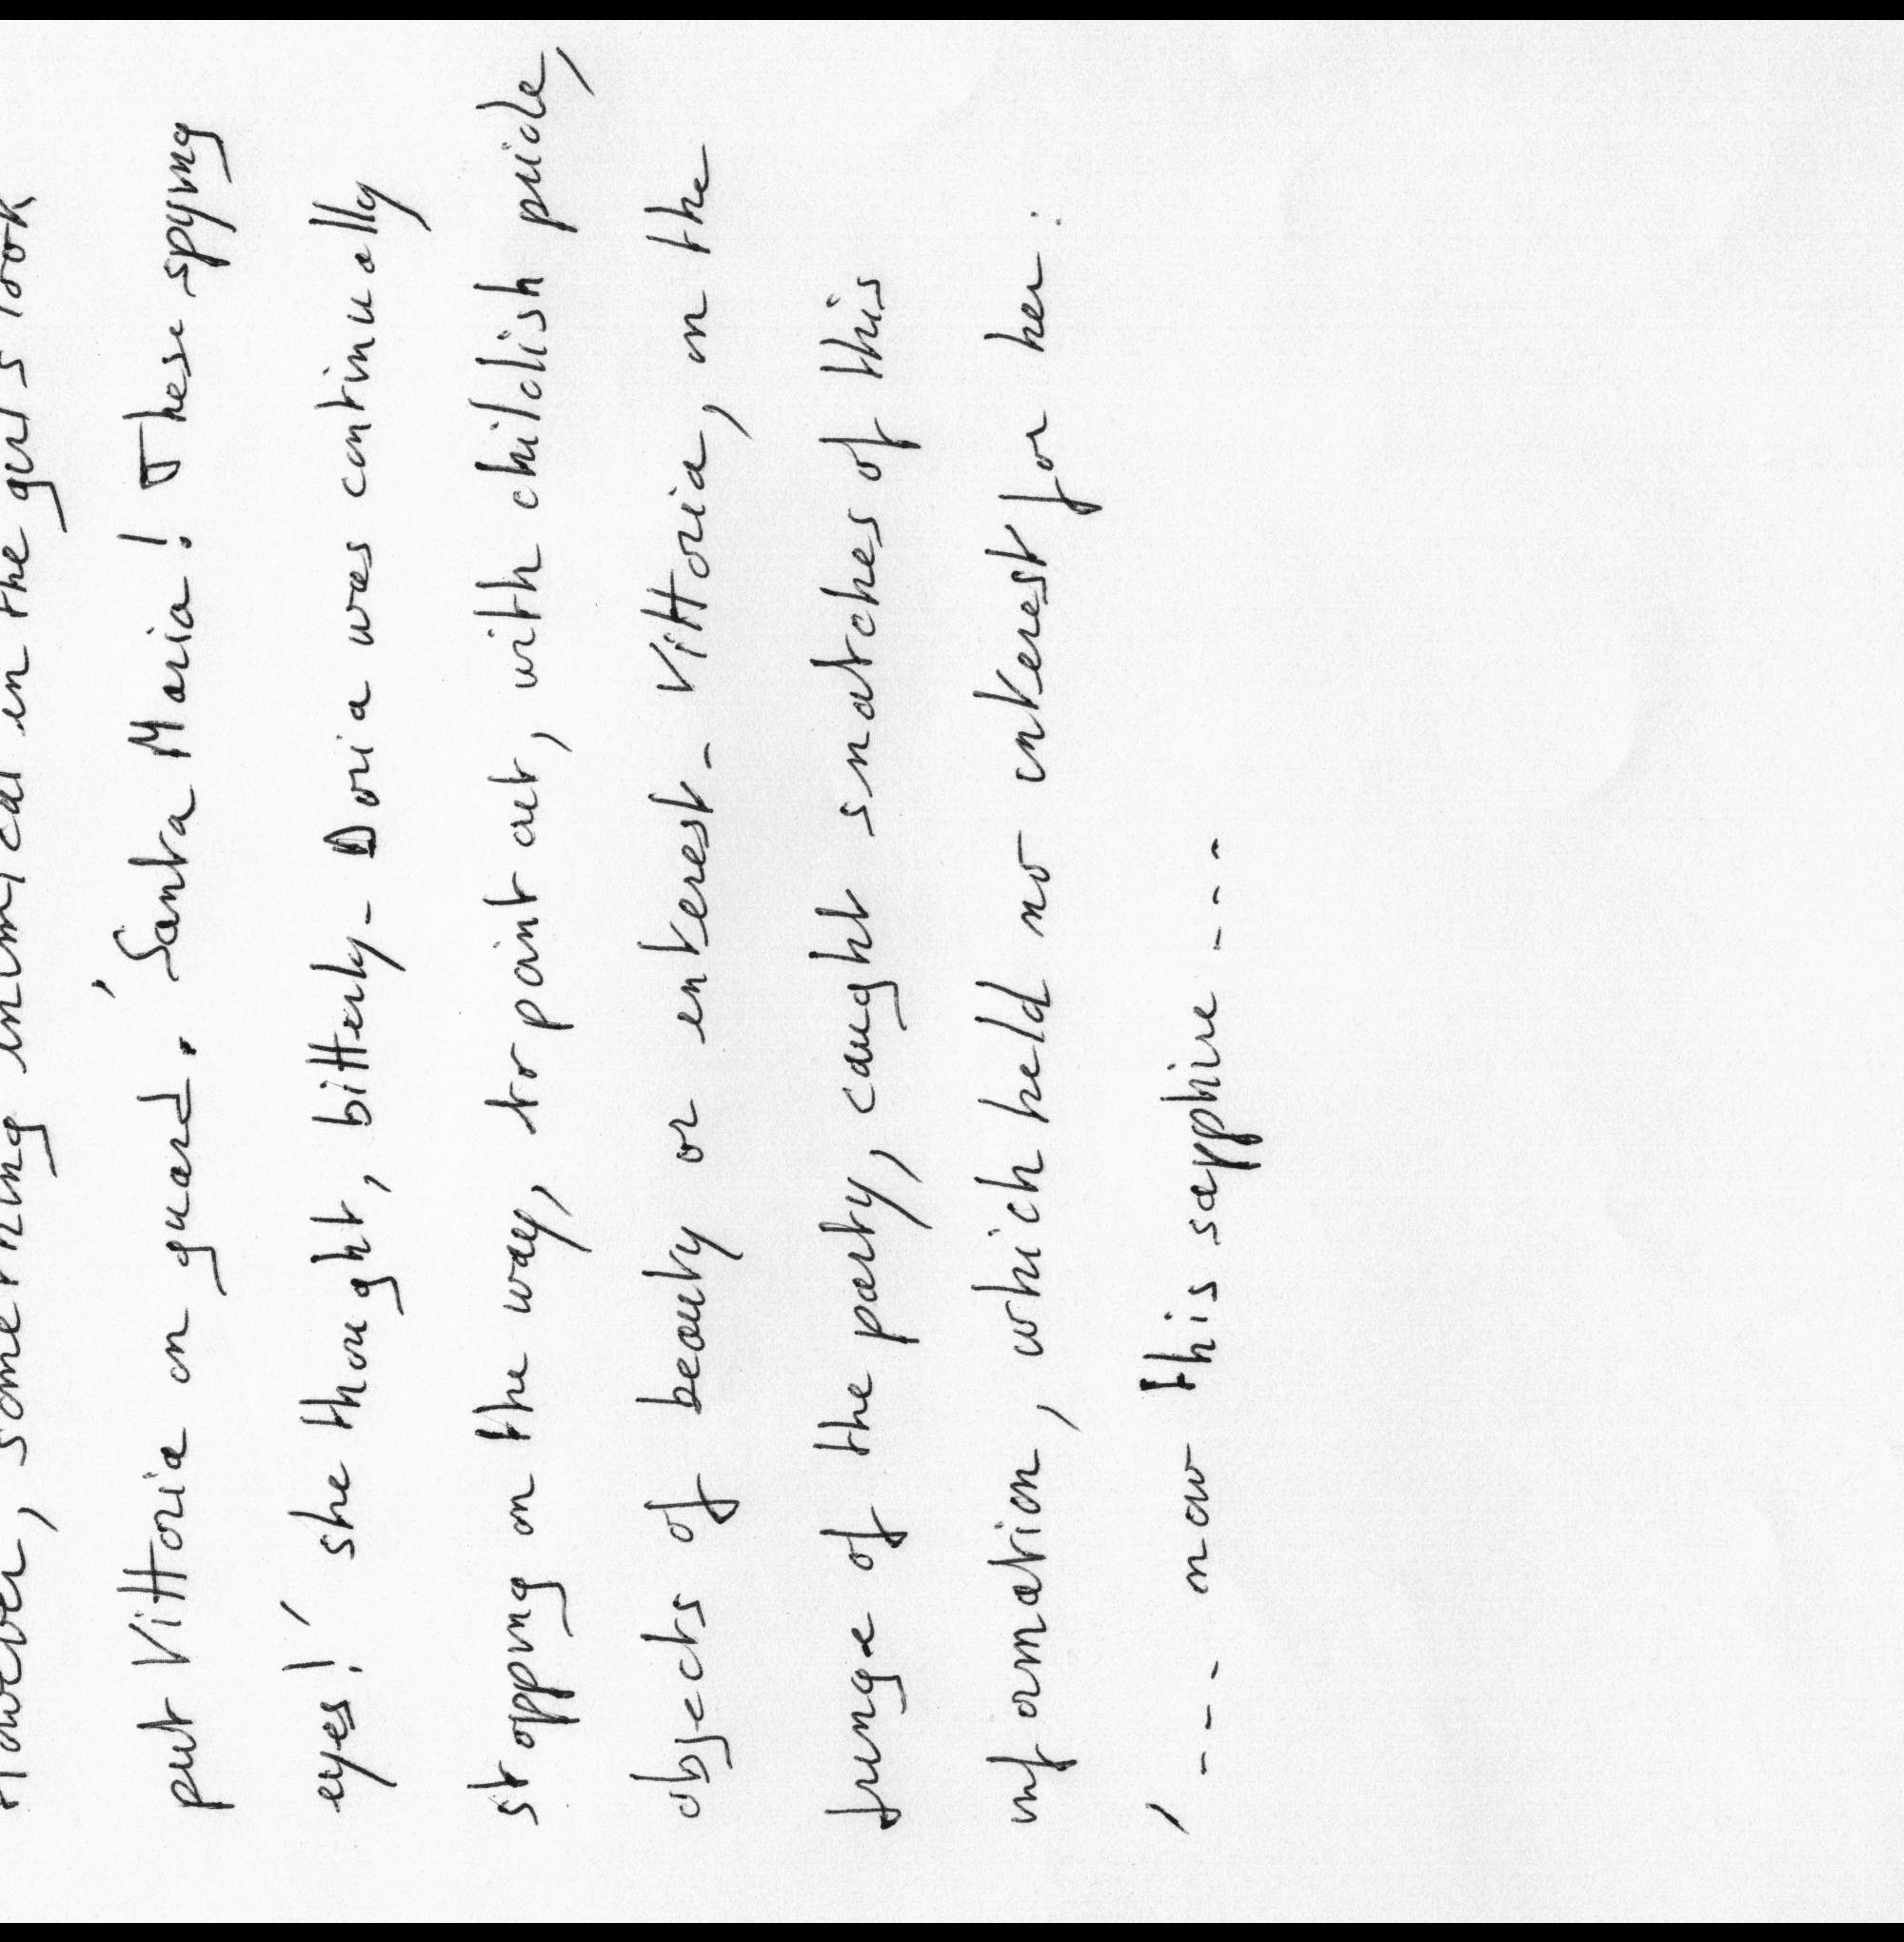 However, something inimical in the girl's look
put Vittoria on guard. 'Santa Maria! These spying
eyes!' she thought, bitterly. Doria was continually
stopping on the way, to point out, with childish pride,
objects of beauty or interest. Vittoria, on the
fringe of the party, caught snatches of this
information, which held no interest for her:
'--- now this sapphire ---